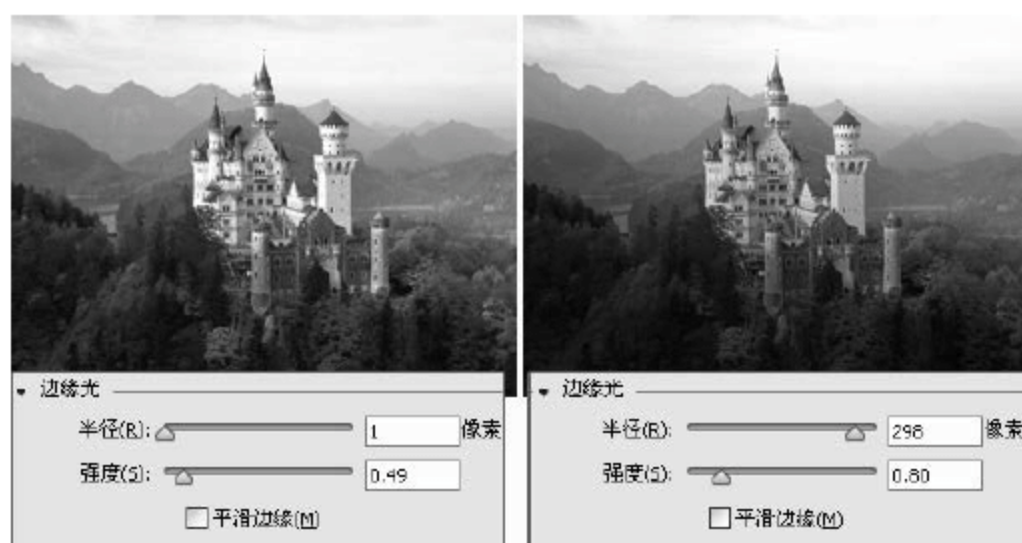 边缘光
半径(R): 1 像素
强度(S): 0.49
平滑边缘(M)
边缘光
半径(R): 298 像素
强度(S): 0.80
平滑边缘(M)